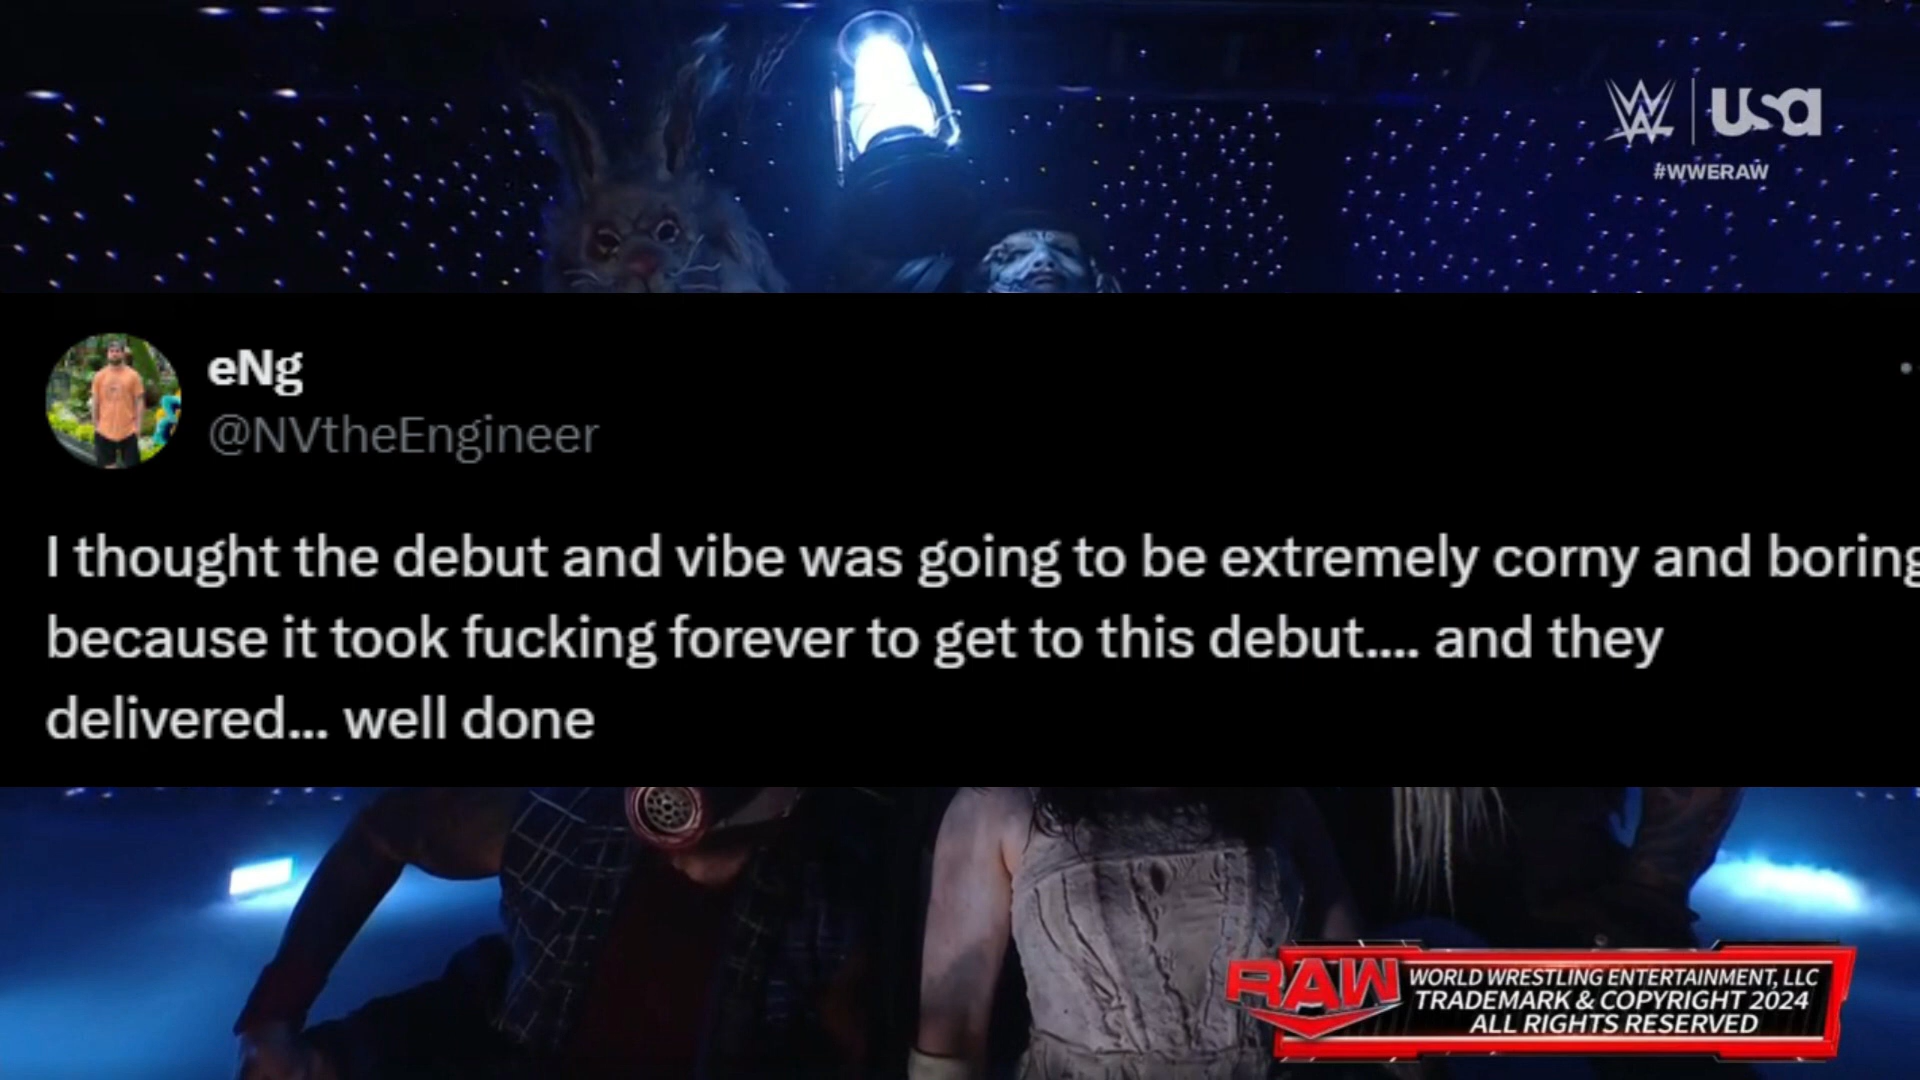 WWE usa
#WWERAW
eNg
@NVtheEngineer
I thought the debut and vibe was going to be extremely corny and boring
because it took fucking forever to get to this debut.... and they
delivered... well done
RAW
WORLD WRESTLING ENTERTAINMENT, LLC
TRADEMARK & COPYRIGHT 2024
ALL RIGHTS RESERVED